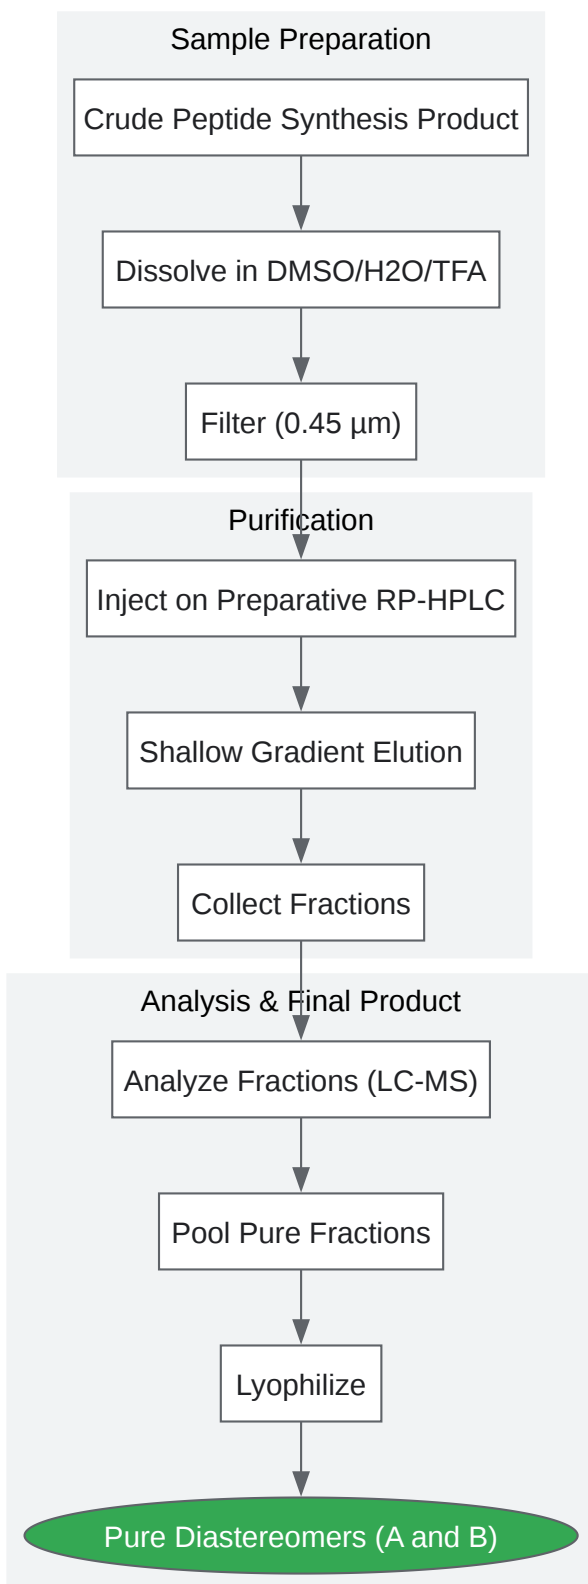 Sample Preparation
Crude Peptide Synthesis Product
Dissolve in DMSO/H2O/TFA
Filter (0.45 µm)
Purification
Inject on Preparative RP-HPLC
Shallow Gradient Elution
Collect Fractions
Analysis & Final Product
Analyze Fractions (LC-MS)
Pool Pure Fractions
Lyophilize
Pure Diastereomers (A and B)